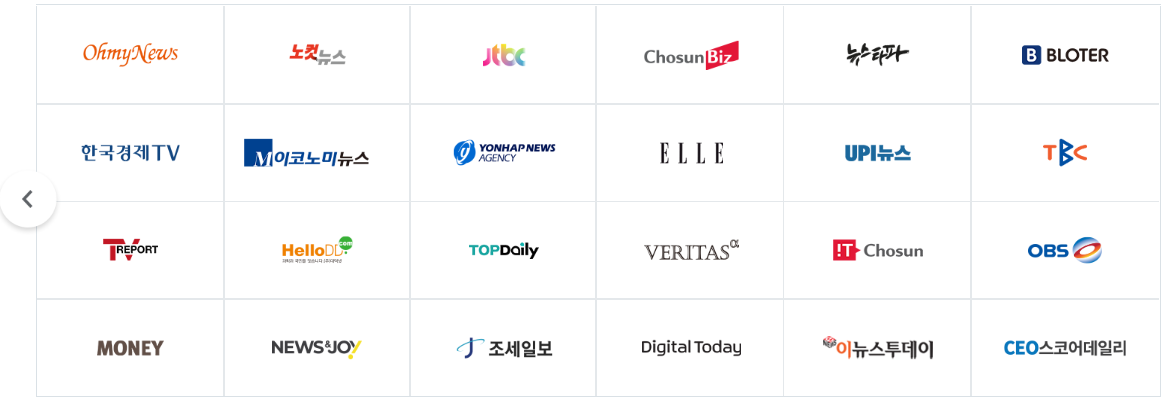 OhmyNews
노컷뉴스
jtbc
ChosunBiz
뉴스타파
B BLOTER
한국경제TV
M이코노미뉴스
YONHAP NEWS
AGENCY
ELLE
UPI뉴스
TBC
TV REPORT
HelloDD.com
TOPDaily
VERITASα
IT Chosun
OBS
MONEY
NEWS&JOY
조세일보
Digital Today
이뉴스투데이
CEO스코어데일리